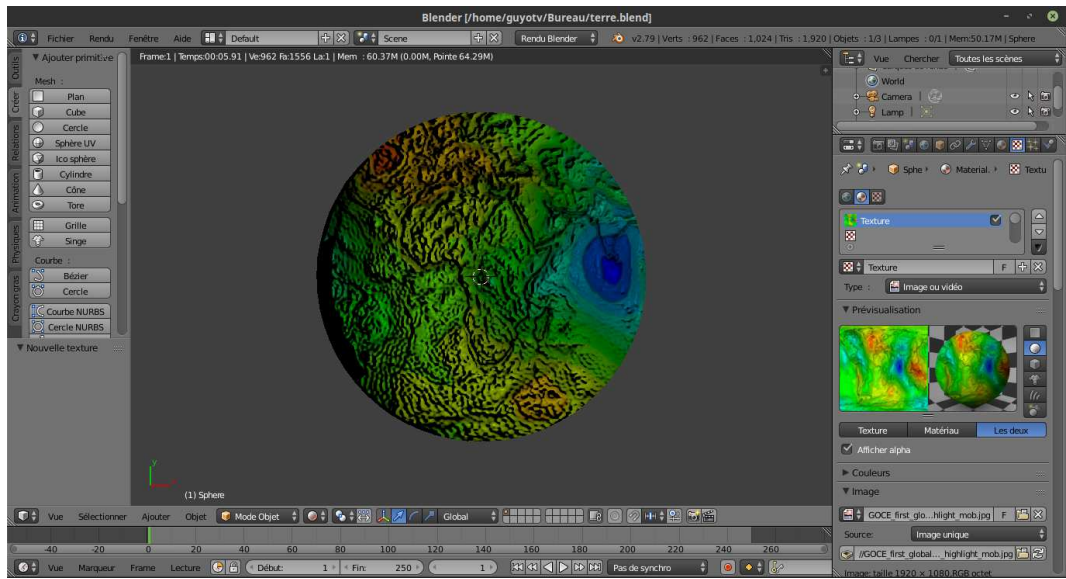 Blender [/home/guyotv/Bureau/terre.blend]
Fichier Rendu Fenêtre Aide Default Scene Rendu Blender v2.79 | Verts : 962 | Faces : 1,024 | Tris : 1,920 | Objets : 1/3 | Lampes : 0/1 | Mem:50.17M | Sphere
Frame:1 | Temps:00:05.91 | Ve:962 Fa:1556 La:1 | Mem : 60.37M (0.00M, Pointe 64.29M)
Outils
Créer
Relations
Animation
Physiques
Crayon gras
Ajouter primitive
Mesh :
Plan
Cube
Cercle
Sphère UV
Ico sphère
Cylindre
Cône
Tore
Grille
Singe
Courbe :
Bézier
Cercle
Courbe NURBS
Cercle NURBS
Nouvelle texture
y
(1) Sphere
Vue Chercher Toutes les scènes
World
Camera
Lamp
Sphe Material. Textu
Texture
Texture F
Type : Image ou vidéo
Prévisualisation
Texture Matériau Les deux
Afficher alpha
Couleurs
Image
GOCE_first_glo...hlight_mob.jpg F
Source: Image unique
//GOCE_first_global..._highlight_mob.jpg
Image: taille 1920 × 1080,RGB octet
Vue Sélectionner Ajouter Objet Mode Objet Global
-40 -20 0 20 40 60 80 100 120 140 160 180 200 220 240 260
Vue Marqueur Frame Lecture Début: 1 Fin: 250 1 Pas de synchro